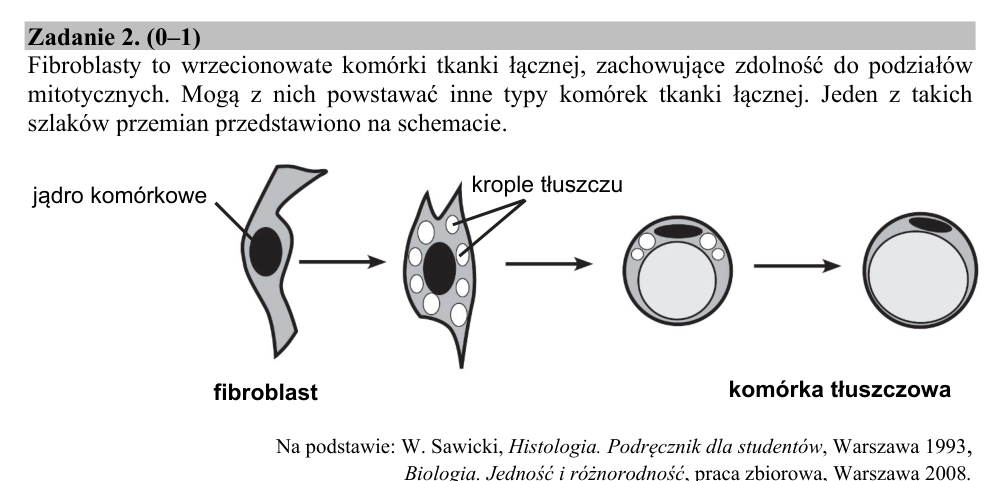 Zadanie 2. (0–1)
Fibroblasty to wrzecionowate komórki tkanki łącznej, zachowujące zdolność do podziałów
mitotycznych. Mogą z nich powstawać inne typy komórek tkanki łącznej. Jeden z takich
szlaków przemian przedstawiono na schemacie.
jądro komórkowe
krople tłuszczu
fibroblast
komórka tłuszczowa
Na podstawie: W. Sawicki, Histologia. Podręcznik dla studentów, Warszawa 1993,
Biologia. Jedność i różnorodność, praca zbiorowa, Warszawa 2008.